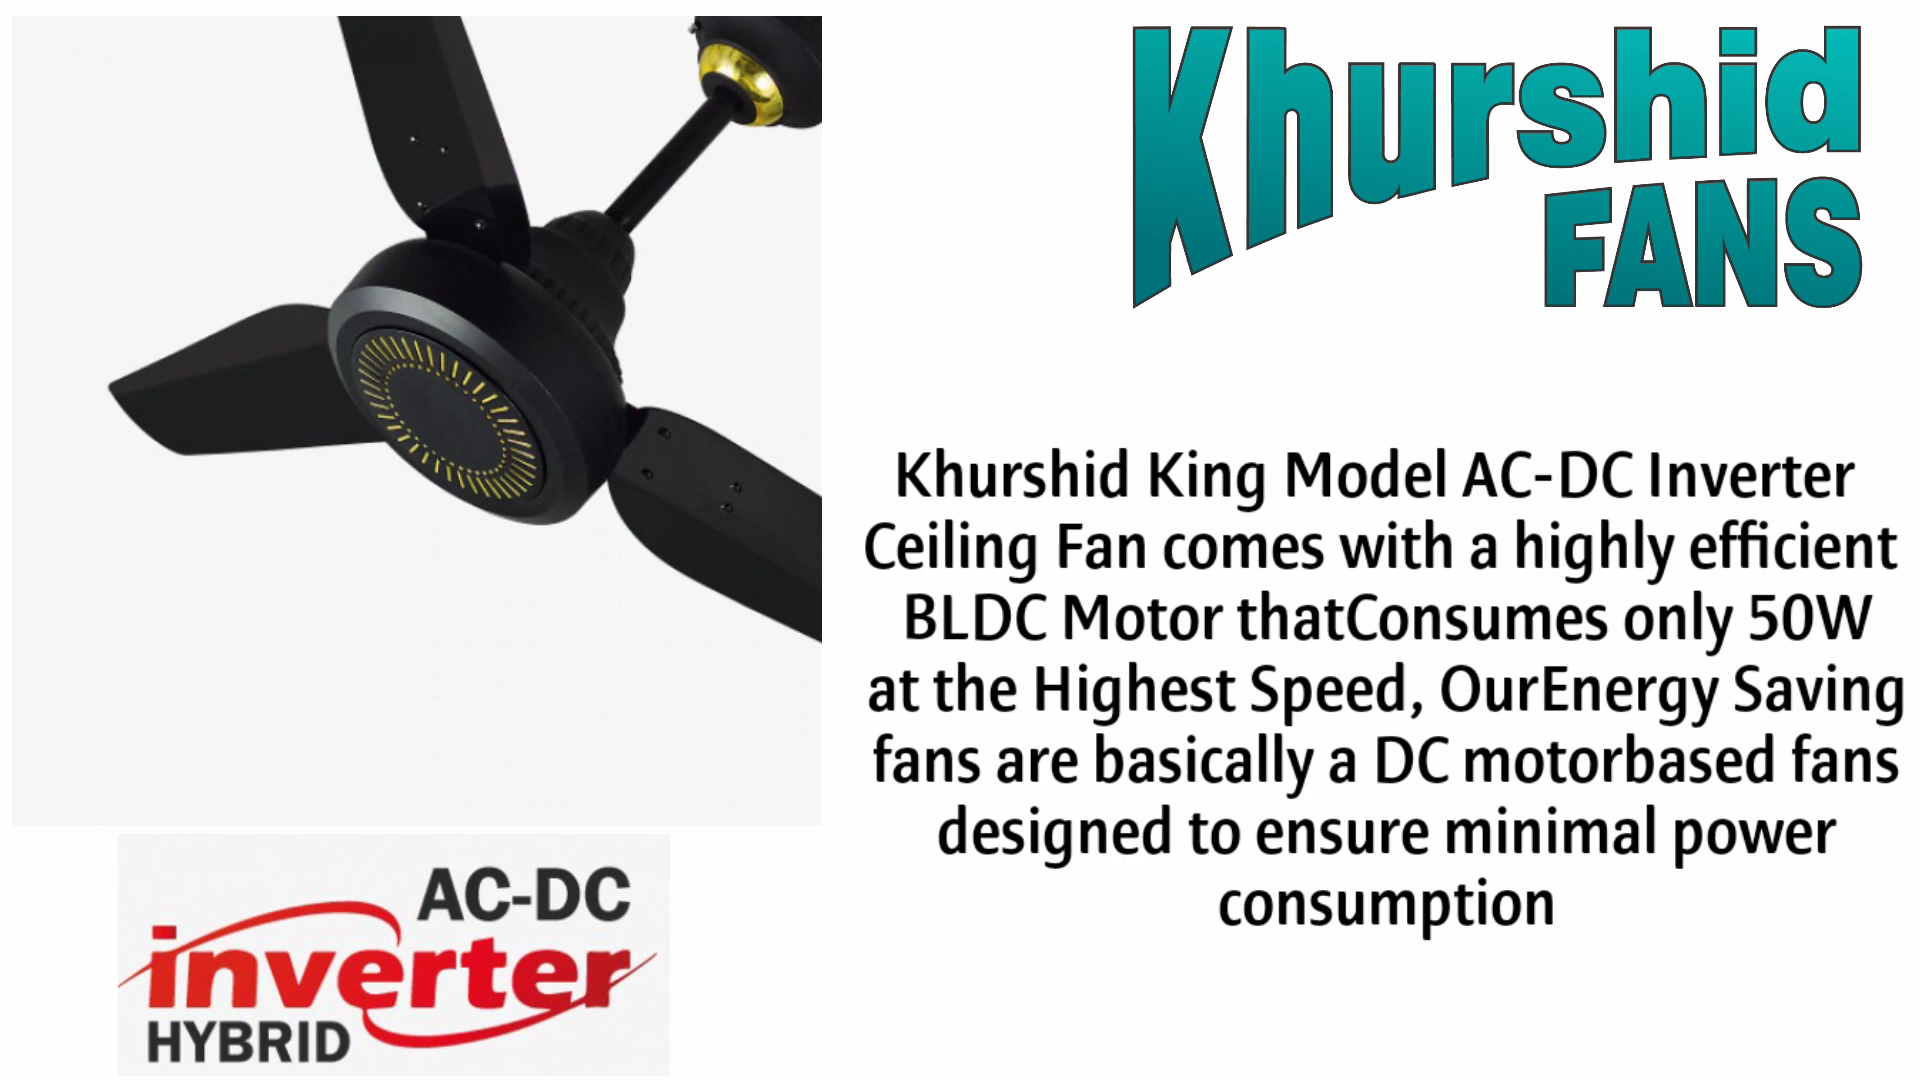 Khurshid
FANS
Khurshid King Model AC-DC Inverter
Ceiling Fan comes with a highly efficient
BLDC Motor thatConsumes only 50W
at the Highest Speed, OurEnergy Saving
fans are basically a DC motorbased fans
designed to ensure minimal power
consumption
AC-DC
inverter
HYBRID